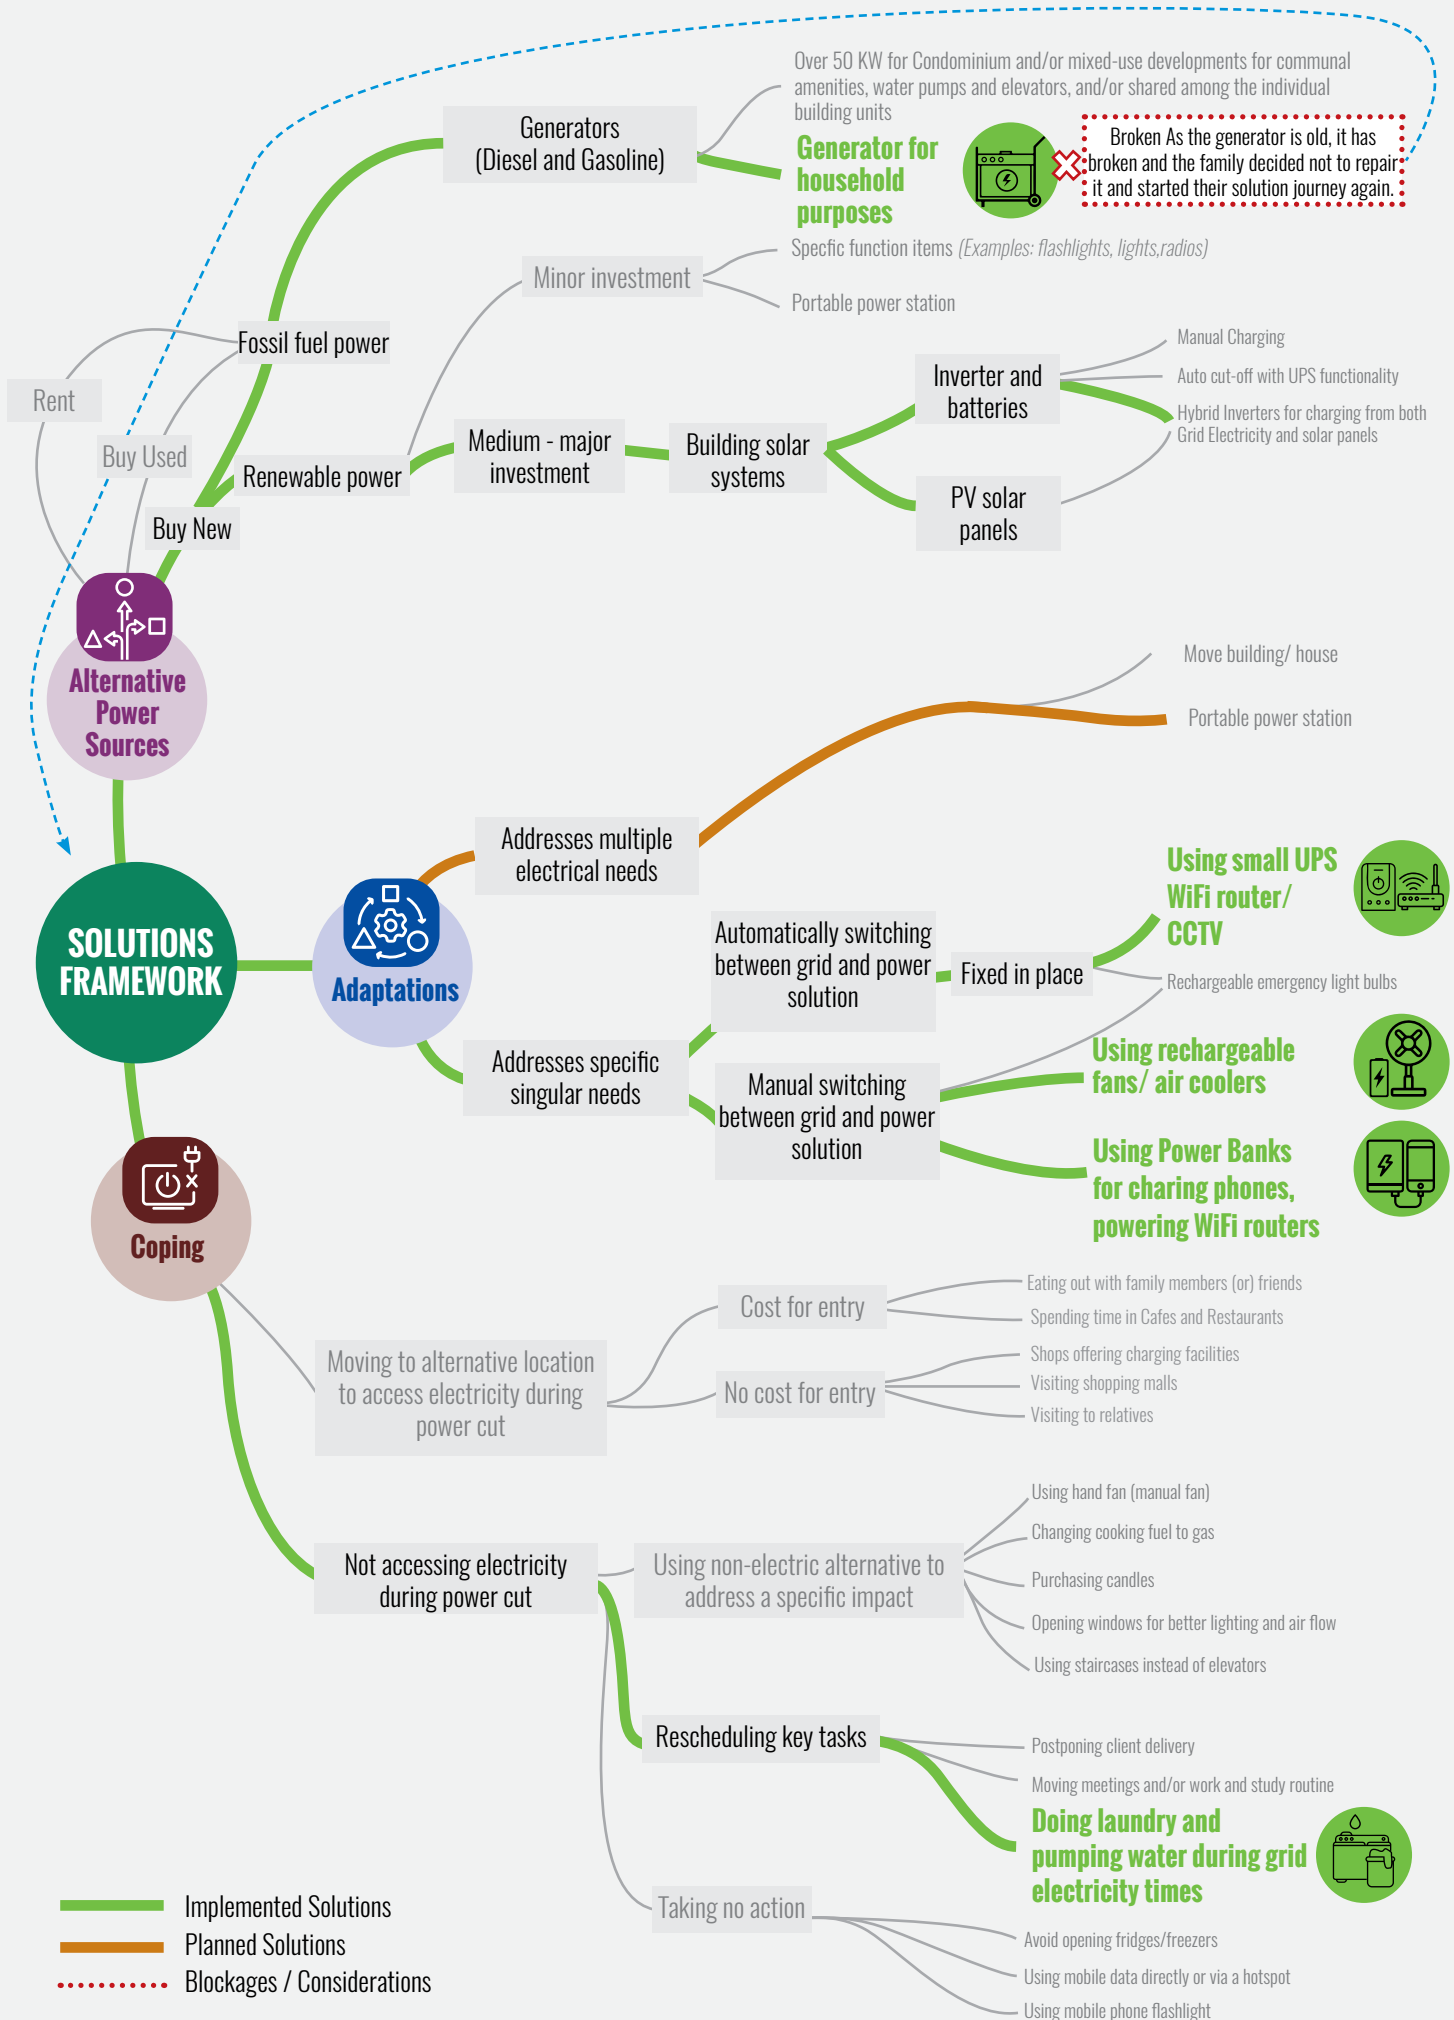 Over 50 KW for Condominium and/or mixed-use developments for communal
amenities, water pumps and elevators, and/or shared among the individual
building units
Generators
(Diesel and Gasoline)
Generator for
household
purposes
Broken As the generator is old, it has
broken and the family decided not to repair
it and started their solution journey again.
Specfic function items (Examples: flashlights, lights,radios)
Minor investment
Portable power station
Fossil fuel power
Rent
Buy Used
Renewable power
Buy New
Medium - major
investment
Building solar
systems
Inverter and
batteries
Manual Charging
Auto cut-off with UPS functionality
Hybrid Inverters for charging from both
Grid Electricity and solar panels
PV solar
panels
Alternative
Power
Sources
Move building/ house
Portable power station
Addresses multiple
electrical needs
SOLUTIONS
FRAMEWORK
Adaptations
Automatically switching
between grid and power
solution
Fixed in place
Using small UPS
WiFi router/
CCTV
Rechargeable emergency light bulbs
Addresses specific
singular needs
Manual switching
between grid and power
solution
Using rechargeable
fans/ air coolers
Using Power Banks
for charing phones,
powering WiFi routers
Coping
Moving to alternative location
to access electricity during
power cut
Cost for entry
Eating out with family members (or) friends
Spending time in Cafes and Restaurants
No cost for entry
Shops offering charging facilities
Visiting shopping malls
Visiting to relatives
Not accessing electricity
during power cut
Using non-electric alternative to
address a specific impact
Using hand fan (manual fan)
Changing cooking fuel to gas
Purchasing candles
Opening windows for better lighting and air flow
Using staircases instead of elevators
Rescheduling key tasks
Postponing client delivery
Moving meetings and/or work and study routine
Doing laundry and
pumping water during grid
electricity times
Taking no action
Avoid opening fridges/freezers
Using mobile data directly or via a hotspot
Using mobile phone flashlight
Implemented Solutions
Planned Solutions
Blockages / Considerations